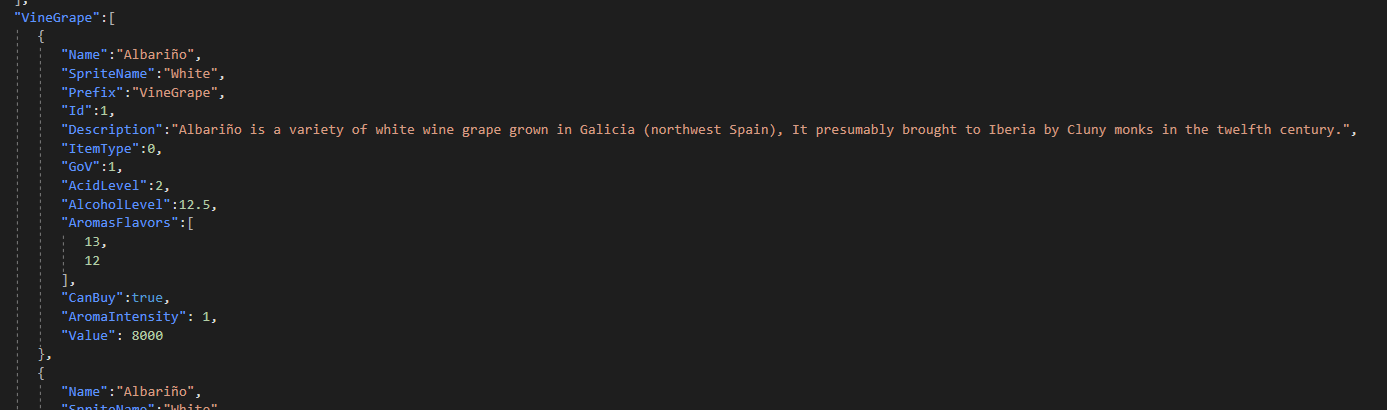 ],
"VineGrape":[
{
"Name":"Albariño",
"SpriteName":"White",
"Prefix":"VineGrape",
"Id":1,
"Description":"Albariño is a variety of white wine grape grown in Galicia (northwest Spain), It presumably brought to Iberia by Cluny monks in the twelfth century.",
"ItemType":0,
"GoV":1,
"AcidLevel":2,
"AlcoholLevel":12.5,
"AromasFlavors":[
13,
12
],
"CanBuy":true,
"AromaIntensity": 1,
"Value": 8000
},
{
"Name":"Albariño",
"SpriteName":"White"